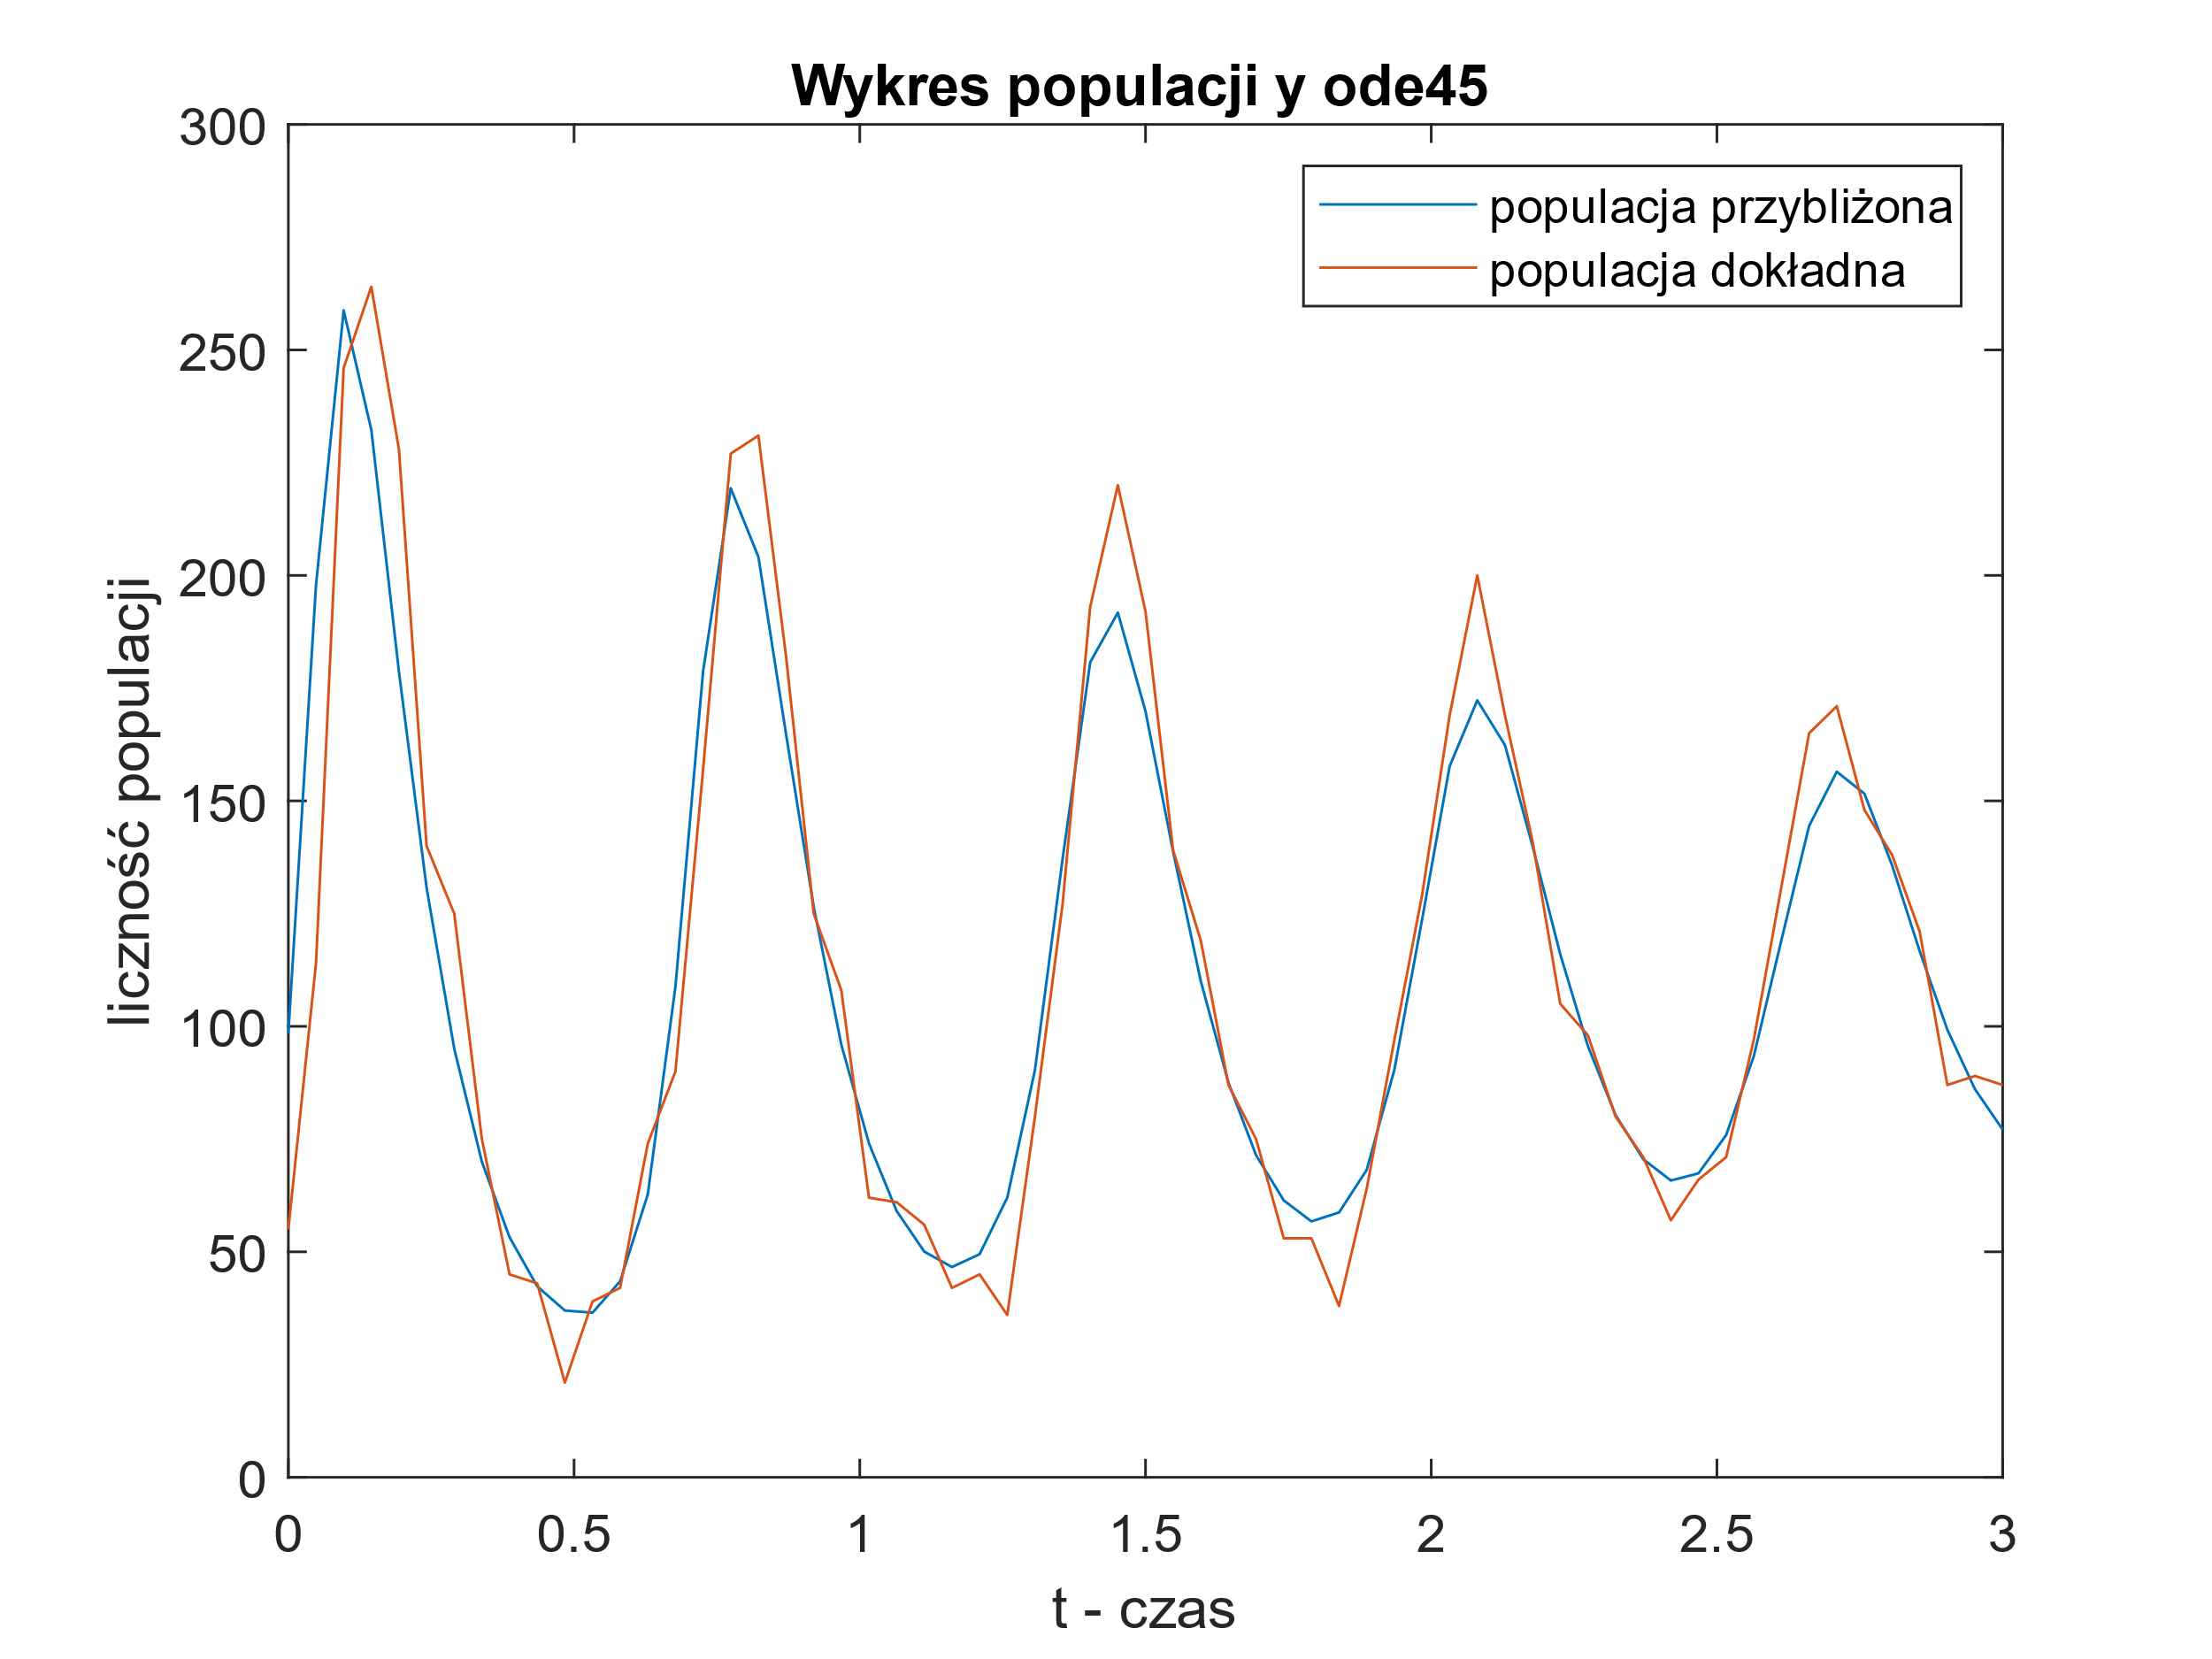 Wykres populacji y ode45
populacja przybliżona
populacja dokładna
liczność populacji
300
250
200
150
100
50
0
0 0.5 1 1.5 2 2.5 3
t - czas